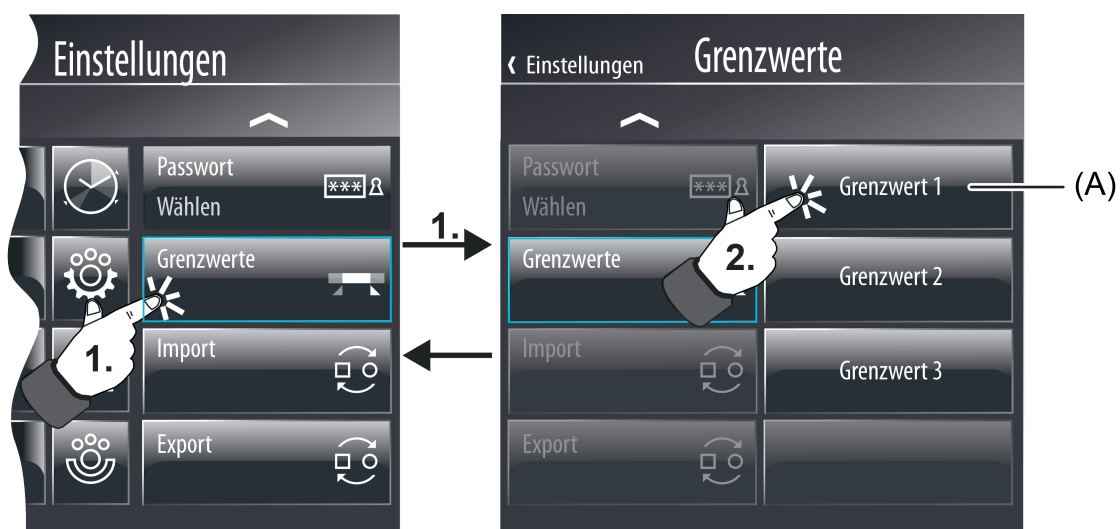 Einstellungen
Passwort
Wählen
***
Grenzwerte
Import
Export
1.
1.
Einstellungen
Grenzwerte
Passwort
Wählen
***
Grenzwerte
Import
Export
2.
Grenzwert 1
Grenzwert 2
Grenzwert 3
(A)